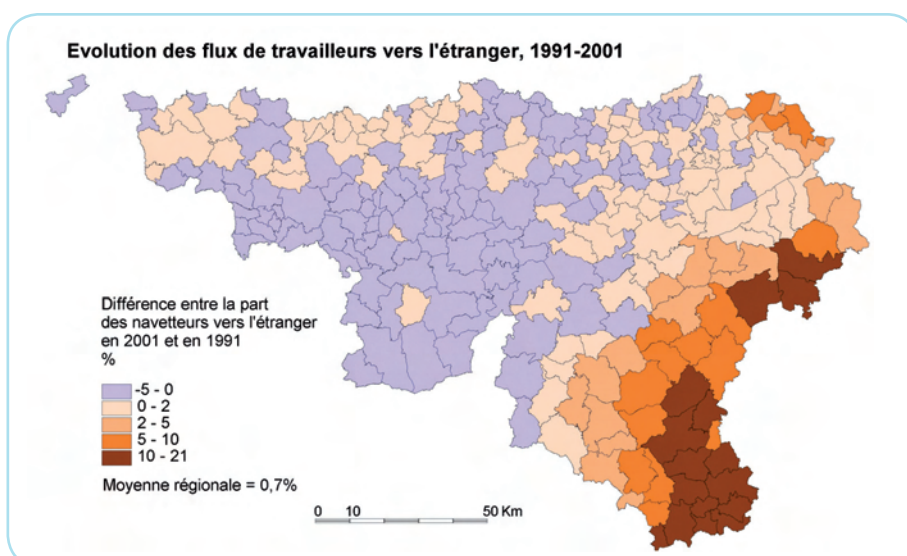 Evolution des flux de travailleurs vers l'étranger, 1991-2001
Différence entre la part
des navetteurs vers l'étranger
en 2001 et en 1991
%
-5 - 0
0 - 2
2 - 5
5 - 10
10 - 21
Moyenne régionale = 0,7%
0 10 50 Km